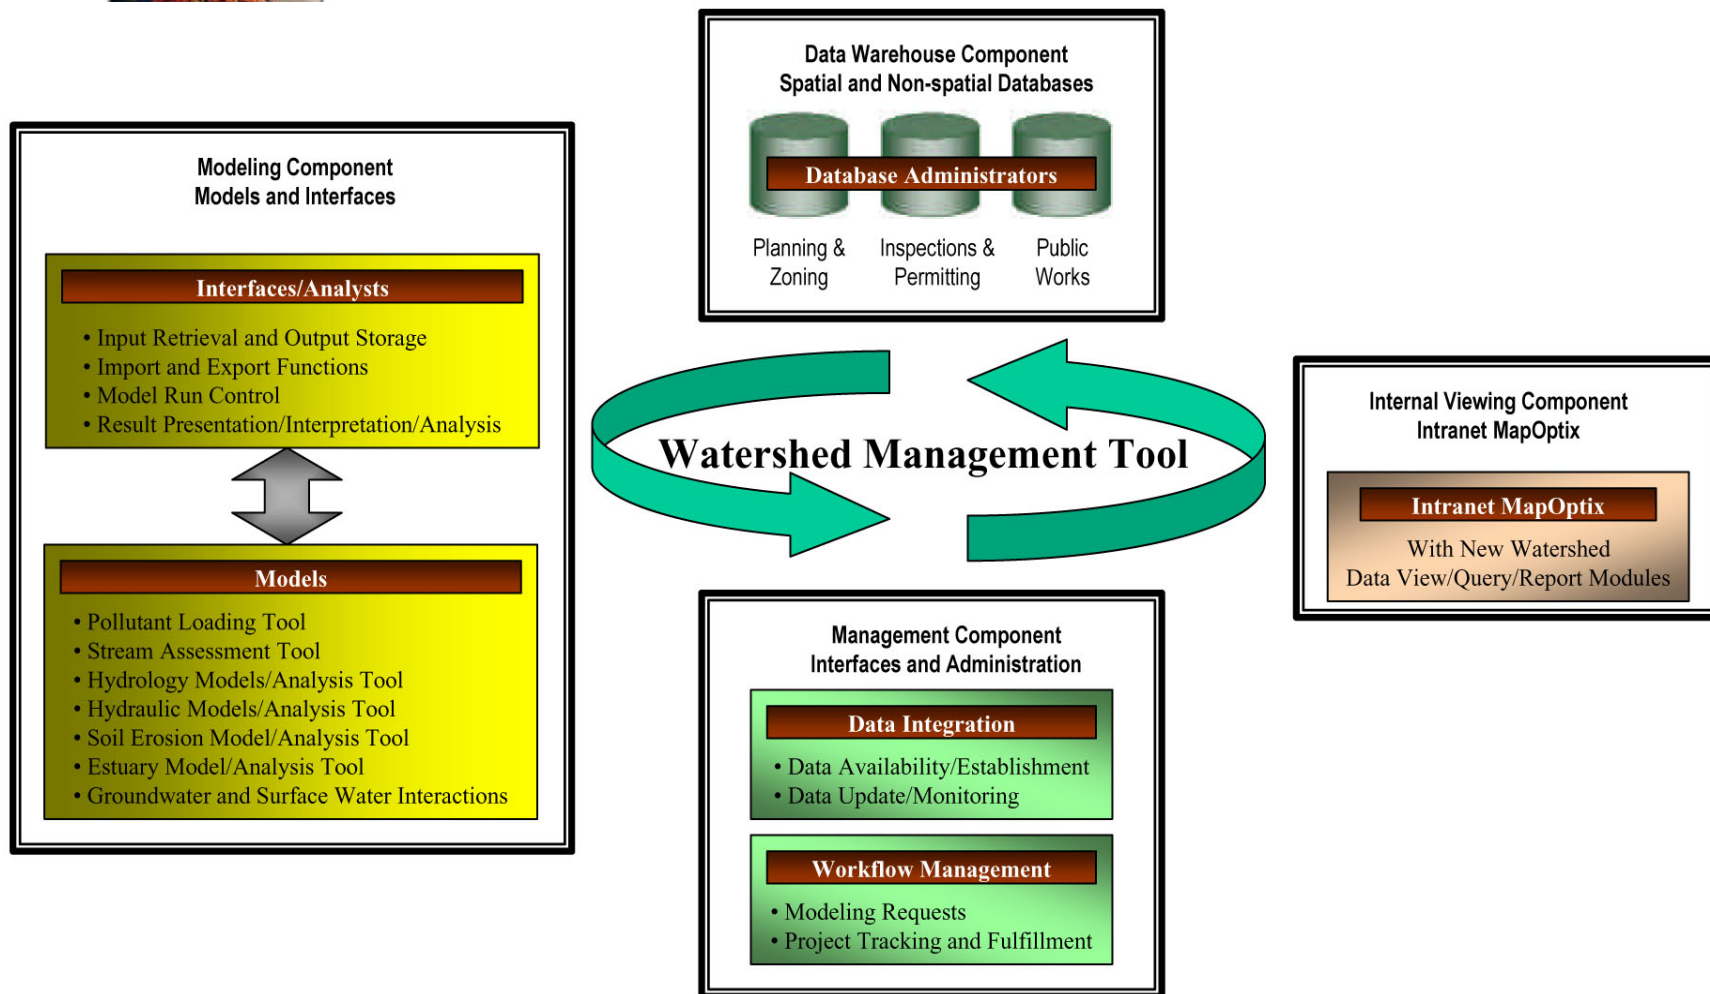 Data Warehouse Component
Spatial and Non-spatial Databases
Database Administrators
Planning &
Zoning
Inspections &
Permitting
Public
Works
Modeling Component
Models and Interfaces
Interfaces/Analysts
• Input Retrieval and Output Storage
• Import and Export Functions
• Model Run Control
• Result Presentation/Interpretation/Analysis
Models
• Pollutant Loading Tool
• Stream Assessment Tool
• Hydrology Models/Analysis Tool
• Hydraulic Models/Analysis Tool
• Soil Erosion Model/Analysis Tool
• Estuary Model/Analysis Tool
• Groundwater and Surface Water Interactions
Watershed Management Tool
Internal Viewing Component
Intranet MapOptix
Intranet MapOptix
With New Watershed
Data View/Query/Report Modules
Management Component
Interfaces and Administration
Data Integration
• Data Availability/Establishment
• Data Update/Monitoring
Workflow Management
• Modeling Requests
• Project Tracking and Fulfillment